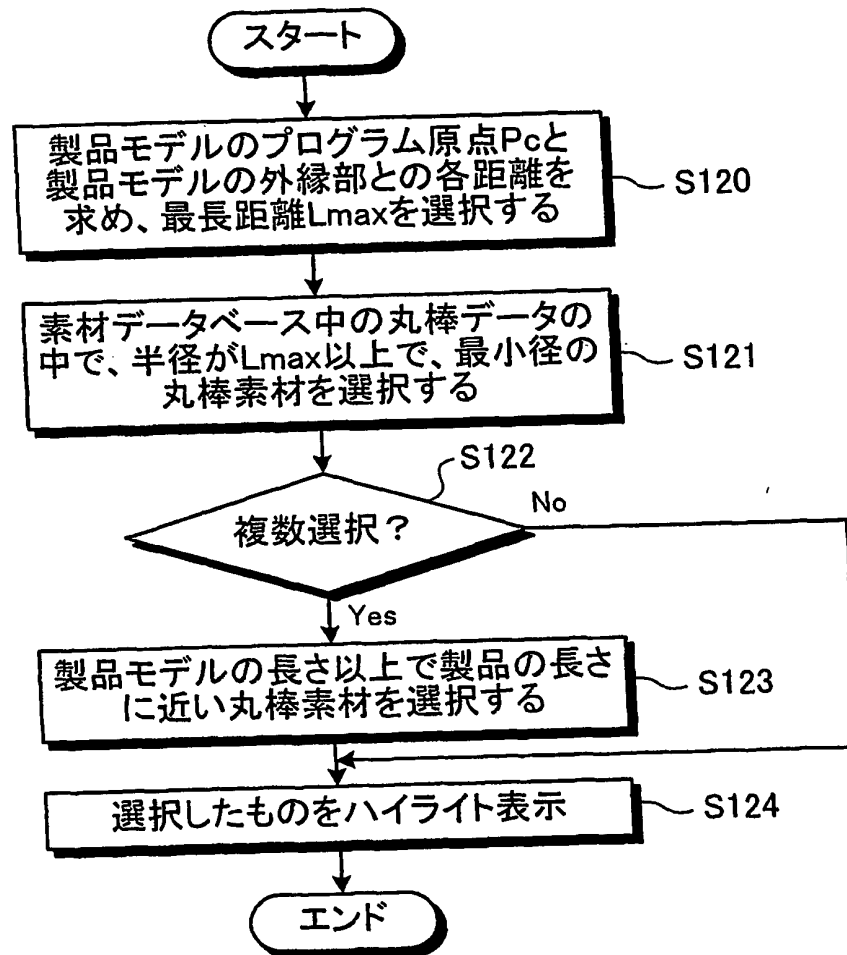 スタート
製品モデルのプログラム原点Pcと
製品モデルの外縁部との各距離を
求め、最長距離Lmaxを選択する
S120
素材データベース中の丸棒データの
中で、半径がLmax以上で、最小径の
丸棒素材を選択する
S121
S122
複数選択？
No
Yes
製品モデルの長さ以上で製品の長さ
に近い丸棒素材を選択する
S123
選択したものをハイライト表示
S124
エンド